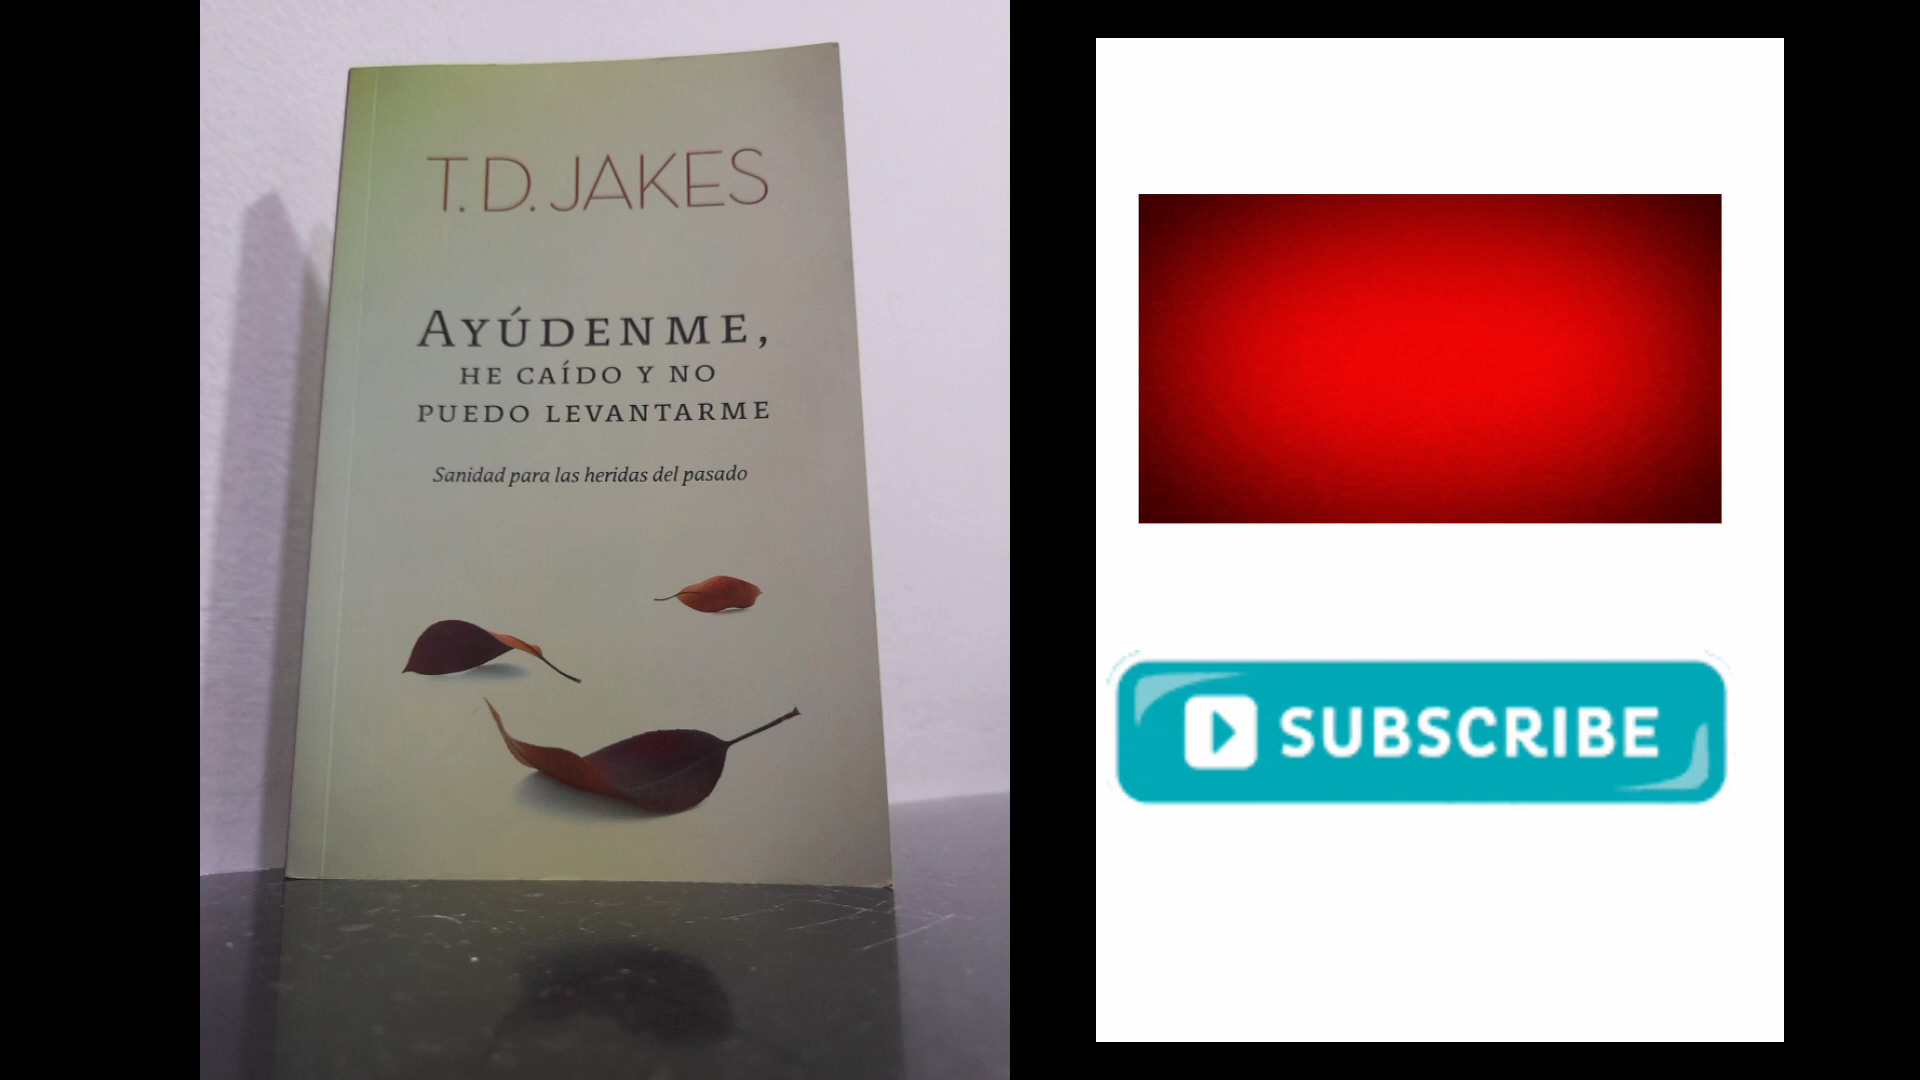 T.D. JAKES
AYÚDENME,
HE CAÍDO Y NO
PUEDO LEVANTARME
Sanidad para las heridas del pasado
SUBSCRIBE